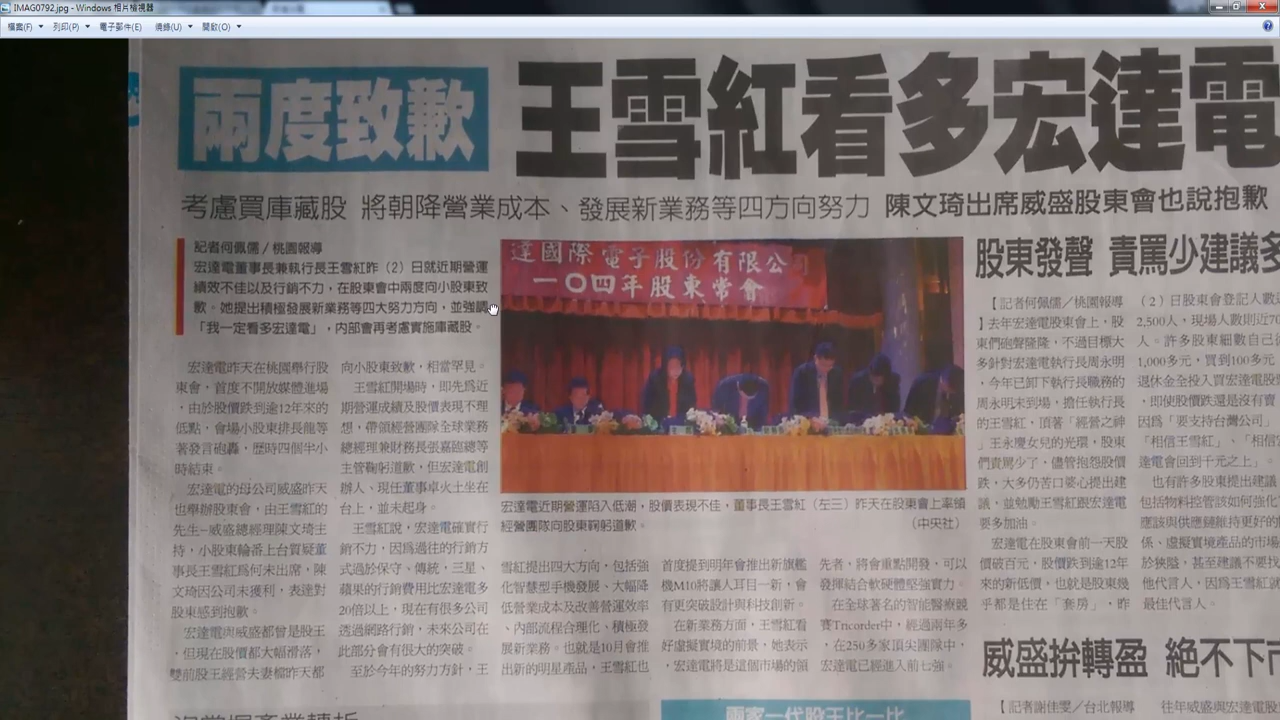 IMAG0792.jpg - Windows 相片檢視器
檔案(F) 列印(P) 電子郵件(E) 燒錄(U) 開啟(O)
兩度致歉 王雪紅看多宏達電
考慮買庫藏股 將朝降營業成本、發展新業務等四方向努力 陳文琦出席威盛股東會也說抱歉
記者何佩儒／桃園報導
宏達電董事長兼執行長王雪紅昨（2）日就近期營運
績效不佳以及行銷不力，在股東會中兩度向小股東致
歉。她提出積極發展新業務等四大努力方向，並強調
「我一定看多宏達電」，內部會再考慮實施庫藏股。
宏達電昨天在桃園舉行股
東會，首度不開放媒體進場
，由於股價跌到逾12年來的
低點，會場小股東排長龍等
著發言砲轟，歷時四個半小
時結束。
宏達電的母公司威盛昨天
也舉辦股東會，由王雪紅的
先生─威盛總經理陳文琦主
持，小股東輪番上台質疑董
事長王雪紅為何未出席，陳
文琦因公司未獲利，表達對
股東感到抱歉。
宏達電與威盛都曾是股王
，但現在股價都大幅滑落，
雙前股王經營夫妻檔昨天都
向小股東致歉，相當罕見。
王雪紅開場時，即先為近
期營運成績及股價表現不理
想，帶領經營團隊全球業務
總經理兼財務長張嘉臨總等
主管鞠躬道歉，但宏達電創
辦人、現任董事卓火土坐在
台上，並未起身。
王雪紅說，宏達電確實行
銷不力，因為過往的行銷方
式過於保守、傳統，三星、
蘋果的行銷費用比宏達電多
20倍以上，現在有很多公司
透過網路行銷，未來公司在
此部分會有很大的突破。
至於今年的努力方針，王
達國際電子股份有限公司
一〇四年股東常會
宏達電近期營運陷入低潮，股價表現不佳，董事長王雪紅（左三）昨天在股東會上率領
經營團隊向股東鞠躬道歉。 （中央社）
雪紅提出四大方向，包括強
化智慧型手機發展、大幅降
低營業成本及改善營運效率
、內部流程合理化、積極發
展新業務。也就是10月會推
出新的明星產品，王雪紅也
首度提到明年會推出新旗艦
機M10將讓人耳目一新，會
有更突破設計與科技創新。
在新業務方面，王雪紅看
好虛擬實境的前景，她表示
，宏達電將是這個市場的領
先者，將會重點開發，可以
發揮結合軟硬體堅強實力。
在全球著名的智能醫療競
賽Tricorder中，經過兩年多
，在250多家頂尖團隊中，
宏達電已經進入前七強。
股東發聲 責罵少建議多
【記者何佩儒／桃園報導
】去年宏達電股東會上，股
東們砲聲隆隆，不過目標大
多針對宏達電執行長周永明
，今年已卸下執行長職務的
周永明未到場，擔任執行長
的王雪紅，頂著「經營之神
」王永慶女兒的光環，股東
們責罵少了，儘管抱怨股價
跌，大多仍苦口婆心提出建
議，並勉勵王雪紅跟宏達電
要多加油。
宏達電在股東會前一天股
價破百元，股價跌到逾12年
來的新低價，也就是股東幾
乎都是住在「套房」，昨
（2）日股東會登記人數
2,500人，現場人數則近70
人。許多股東細數自己
1,000多元，買到100多元
退休金全投入買宏達電股
，即使股價跌還是沒有賣
因為「要支持台灣公司」
「相信王雪紅」、「相信
達電會回到千元之上」。
也有許多股東提出建議
包括物料控管該如何強化
應該與供應鏈維持更好的
係、虛擬實境產品的市場
於狹隘，甚至建議不要找
他代言人，因為王雪紅就
最佳代言人。
威盛拚轉盈 絕不下市
【記者謝佳雯／台北報導
往年威盛與宏達電股東會
兩家一代股王比一比